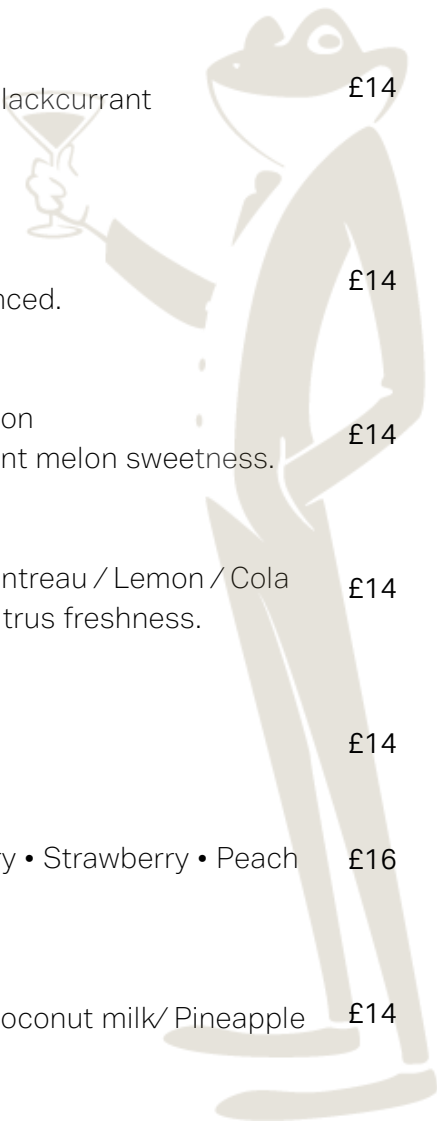 lackcurrant £14
£14
nced.
on
£14
nt melon sweetness.
ntreau / Lemon / Cola £14
trus freshness.
£14
ry • Strawberry • Peach £16
oconut milk/ Pineapple £14